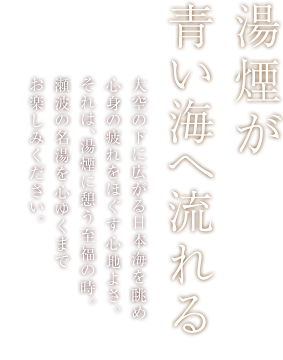 湯煙が
青い海へ流れる
大空の下に広がる日本海を眺め
心身の疲れをほぐす心地よさ。
それは、湯煙に憩う至福の時。
瀬波の名湯を心ゆくまで
お楽しみください。